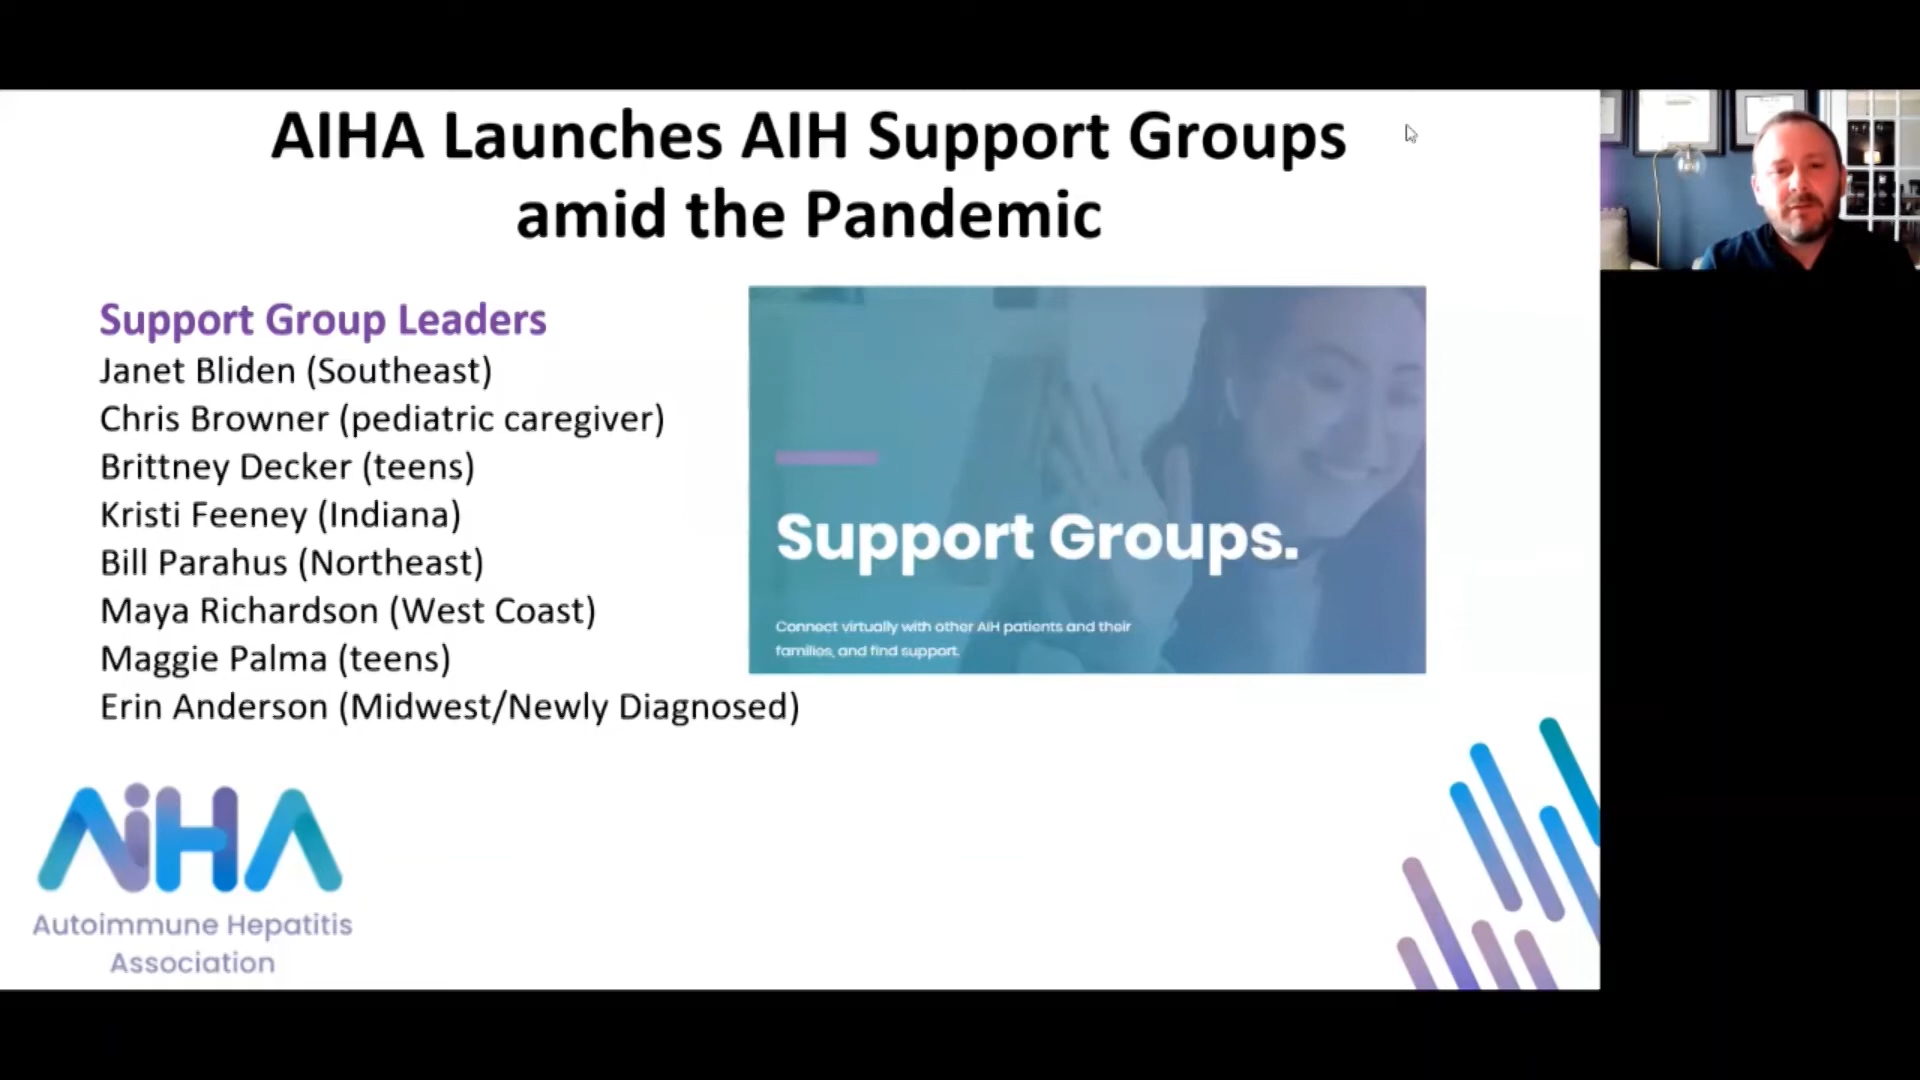 AIHA Launches AIH Support Groups
amid the Pandemic
Support Group Leaders
Janet Bliden (Southeast)
Chris Browner (pediatric caregiver)
Brittney Decker (teens)
Kristi Feeney (Indiana)
Bill Parahus (Northeast)
Maya Richardson (West Coast)
Maggie Palma (teens)
Erin Anderson (Midwest/Newly Diagnosed)
Support Groups.
Connect virtually with other AIH patients and their
families, and find support.
AiHA
Autoimmune Hepatitis
Association